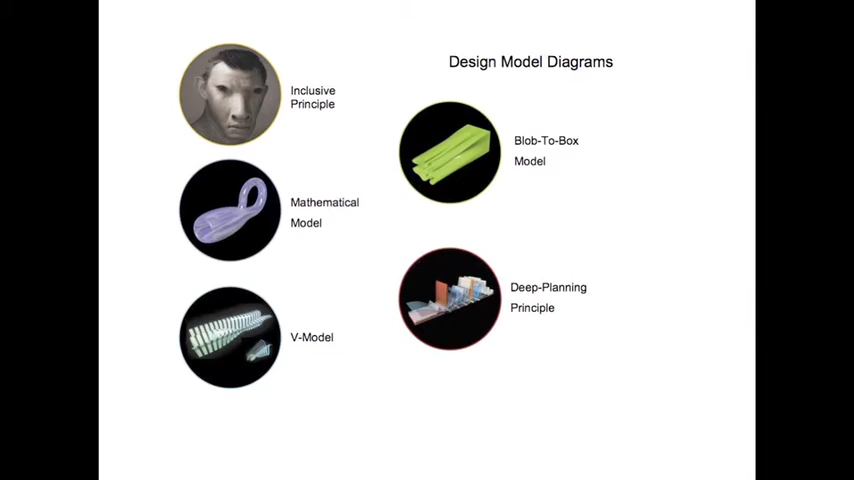 Design Model Diagrams
Inclusive
Principle
Mathematical
Model
V-Model
Blob-To-Box
Model
Deep-Planning
Principle